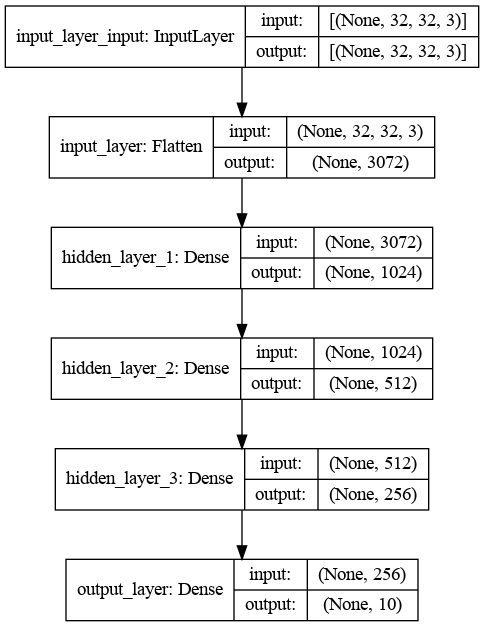 input_layer_input: InputLayer
input: [(None, 32, 32, 3)]
output: [(None, 32, 32, 3)]
input_layer: Flatten
input: (None, 32, 32, 3)
output: (None, 3072)
hidden_layer_1: Dense
input: (None, 3072)
output: (None, 1024)
hidden_layer_2: Dense
input: (None, 1024)
output: (None, 512)
hidden_layer_3: Dense
input: (None, 512)
output: (None, 256)
output_layer: Dense
input: (None, 256)
output: (None, 10)